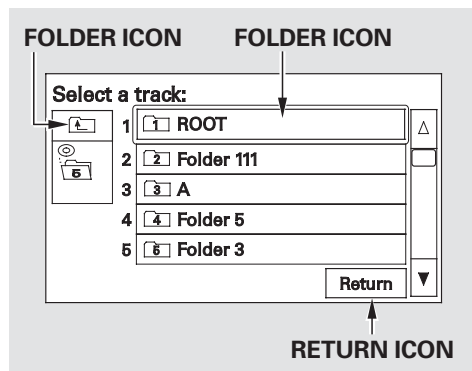 FOLDER ICON FOLDER ICON
Select a track:
1 1 ROOT
2 2 Folder 111
3 3 A
4 4 Folder 5
5 5 Folder 3
5
Return
RETURN ICON